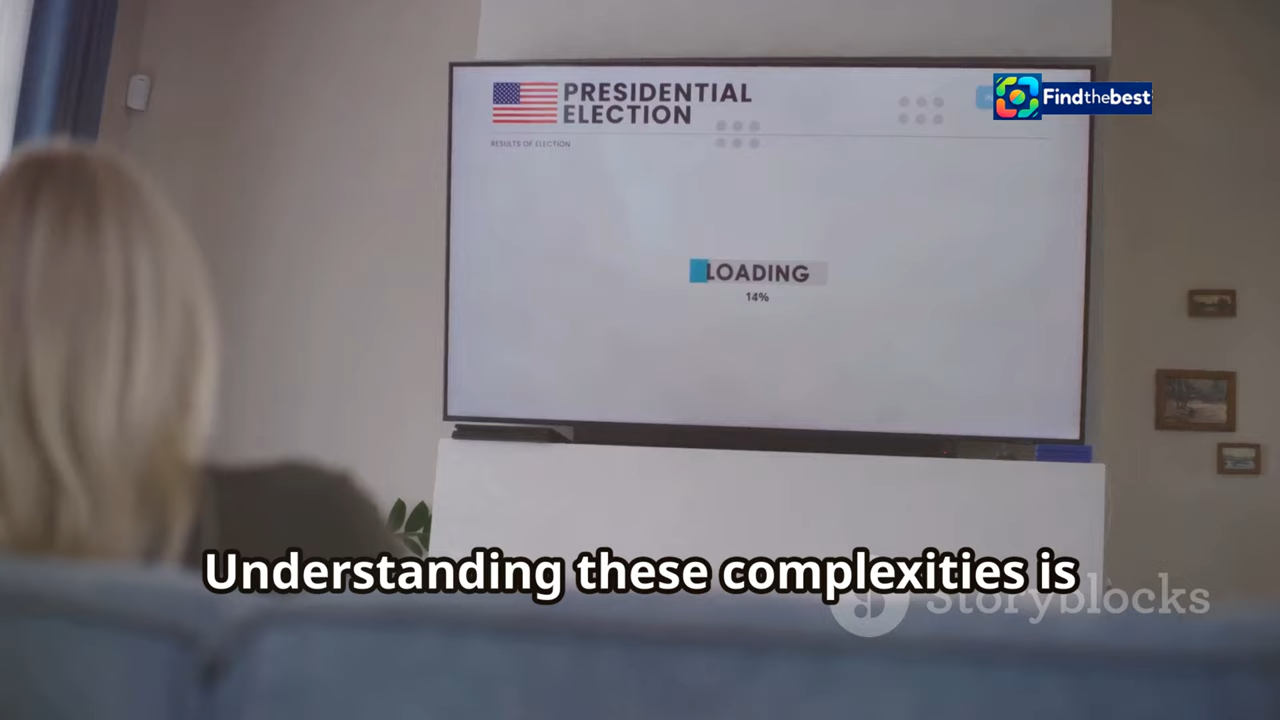 PRESIDENTIAL
ELECTION
Findthebest
RESULTS OF ELECTION
LOADING
14%
Understanding these complexities is
Storyblocks